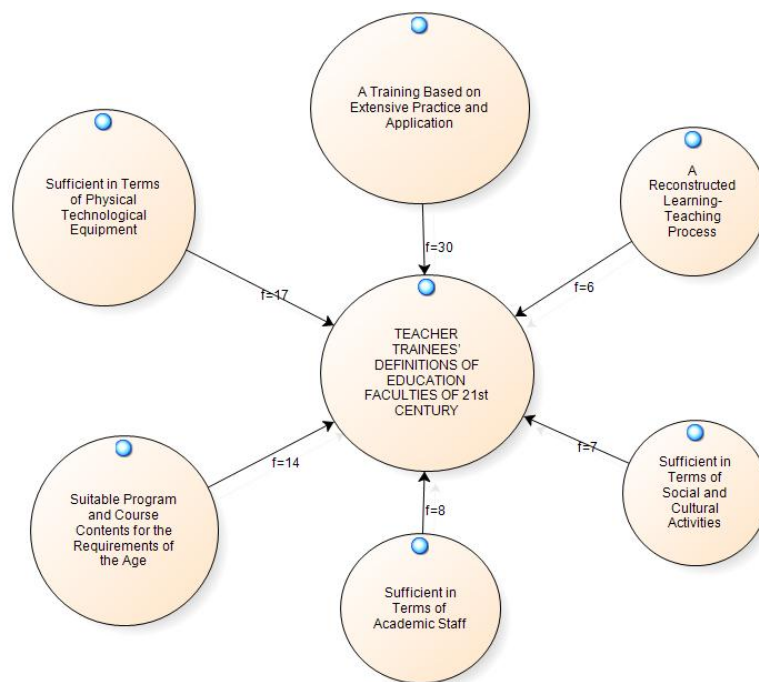 A Training Based on
Extensive Practice and
Application
Sufficient in Terms
of Physical
Technological
Equipment
A
Reconstructed
Learning-
Teaching
Process
f=30
f=17
f=6
TEACHER
TRAINEES'
DEFINITIONS OF
EDUCATION
FACULTIES OF 21st
CENTURY
f=14
f=8
f=7
Suitable Program
and Course
Contents for the
Requirements of
the Age
Sufficient in
Terms of
Academic Staff
Sufficient in
Terms of
Social and
Cultural
Activities